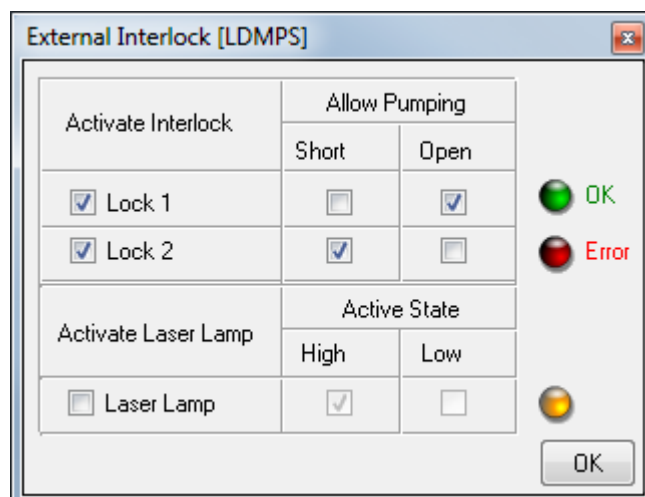 External Interlock [LDMPS]
Activate Interlock
Allow Pumping
Short Open
Lock 1
OK
Lock 2
Error
Activate Laser Lamp
Active State
High Low
Laser Lamp
OK